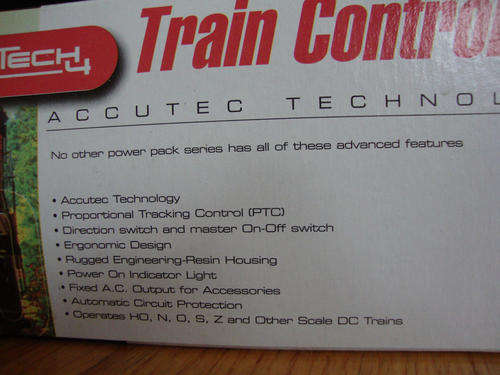 TECH 4
Train Contro
ACCUTEC TECHNOL
No other power pack series has all of these advanced features
• Accutec Technology
• Proportional Tracking Control (PTC)
• Direction switch and master On-Off switch
• Ergonomic Design
• Rugged Engineering-Resin Housing
• Power On Indicator Light
• Fixed A.C. Output for Accessories
• Automatic Circuit Protection
• Operates HO, N, O, S, Z and Other Scale DC Trains